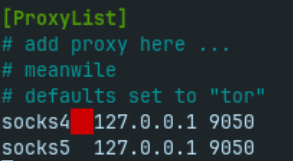 [ProxyList]
# add proxy here ...
# meanwile
# defaults set to "tor"
socks4  127.0.0.1 9050
socks5  127.0.0.1 9050